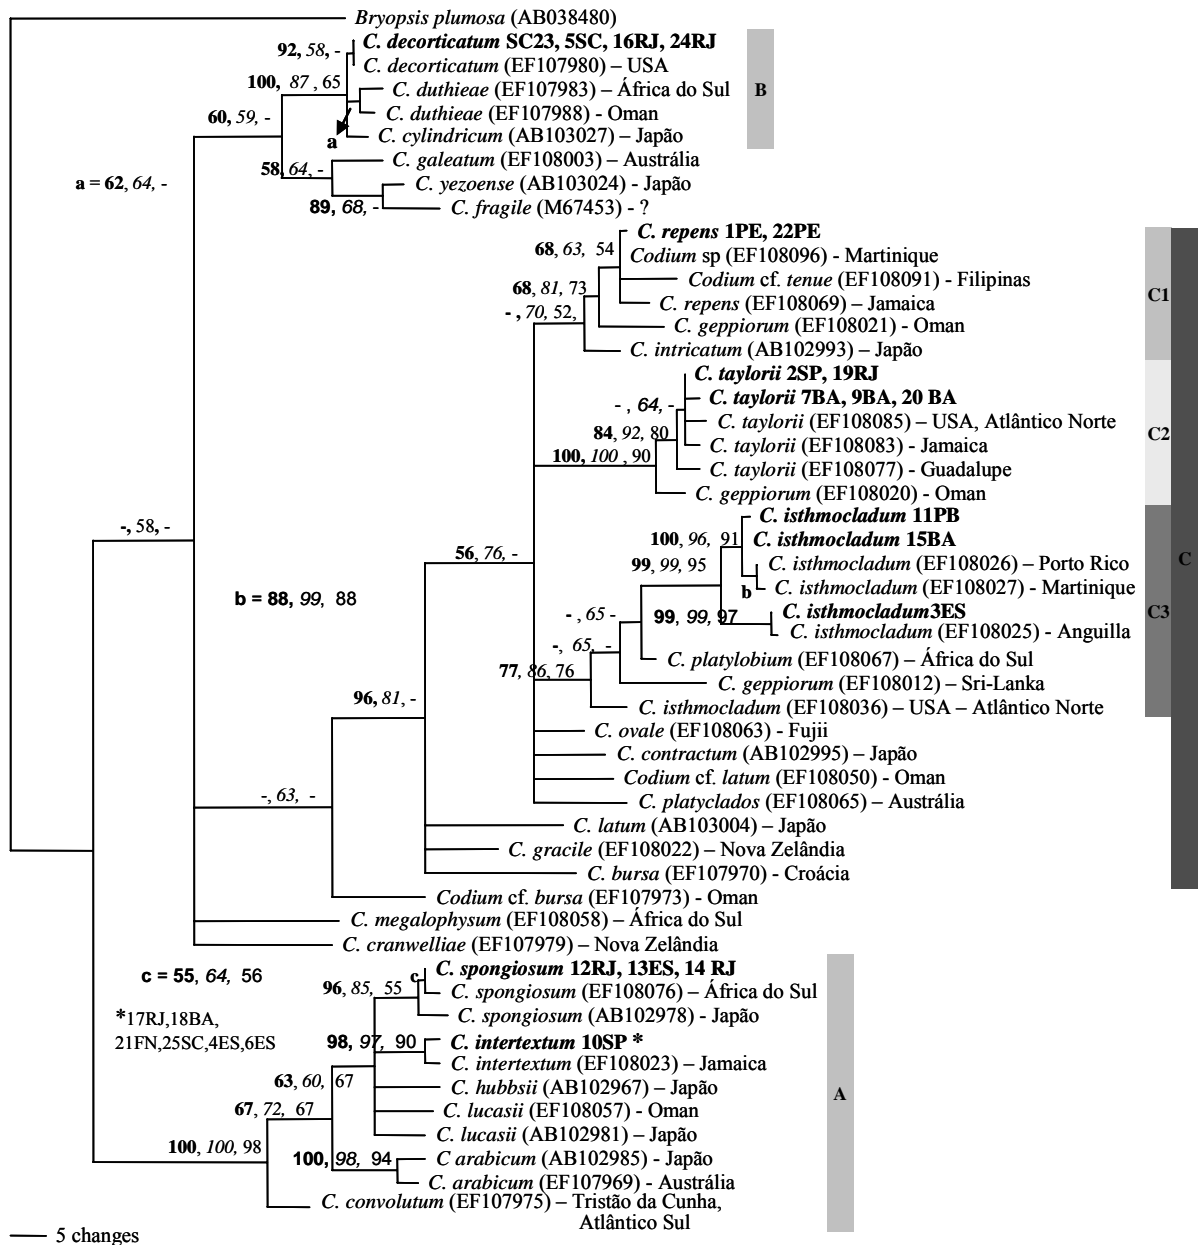 Bryopsis plumosa (AB038480)
92, 58, -
C. decorticatum SC23, 5SC, 16RJ, 24RJ
C. decorticatum (EF107980) – USA
100, 87 , 65
C. duthieae (EF107983) – África do Sul
B
60, 59, -
C. duthieae (EF107988) - Oman
a
C. cylindricum (AB103027) – Japão
58, 64, -
C. galeatum (EF108003) – Austrália
a = 62, 64, -
C. yezoense (AB103024) - Japão
89, 68, -
C. fragile (M67453) - ?
C. repens 1PE, 22PE
68, 63, 54
Codium sp (EF108096) - Martinique
Codium cf. tenue (EF108091) - Filipinas
68, 81, 73
C. repens (EF108069) – Jamaica
C1
- , 70, 52,
C. geppiorum (EF108021) - Oman
C. intricatum (AB102993) – Japão
C. taylorii 2SP, 19RJ
- , 64, -
C. taylorii 7BA, 9BA, 20 BA
C. taylorii (EF108085) – USA, Atlântico Norte
84, 92, 80
C. taylorii (EF108083) - Jamaica
C2
100, 100 , 90
C. taylorii (EF108077) - Guadalupe
C. geppiorum (EF108020) - Oman
C. isthmocladum 11PB
-, 58, -
100, 96, 91
C. isthmocladum 15BA
56, 76, -
99, 99, 95
C. isthmocladum (EF108026) – Porto Rico
C
b
C. isthmocladum (EF108027) – Martinique
b = 88, 99, 88
- , 65 -
99, 99, 97
C. isthmocladum3ES
C3
C. isthmocladum (EF108025) - Anguilla
-, 65, -
C. platylobium (EF108067) – África do Sul
77, 86, 76
C. geppiorum (EF108012) – Sri-Lanka
96, 81, -
C. isthmocladum (EF108036) – USA – Atlântico Norte
C. ovale (EF108063) - Fujii
C. contractum (AB102995) – Japão
Codium cf. latum (EF108050) - Oman
-, 63, -
C. platyclados (EF108065) – Austrália
C. latum (AB103004) – Japão
C. gracile (EF108022) – Nova Zelândia
C. bursa (EF107970) - Croácia
Codium cf. bursa (EF107973) - Oman
C. megalophysum (EF108058) – África do Sul
C. cranwelliae (EF107979) – Nova Zelândia
c = 55, 64, 56
c
C. spongiosum 12RJ, 13ES, 14 RJ
96, 85, 55
C. spongiosum (EF108076) – África do Sul
*17RJ,18BA,
C. spongiosum (AB102978) - Japão
21FN,25SC,4ES,6ES
98, 97, 90
C. intertextum 10SP *
C. intertextum (EF108023) – Jamaica
63, 60, 67
C. hubbsii (AB102967) – Japão
A
67, 72, 67
C. lucasii (EF108057) - Oman
C. lucasii (AB102981) – Japão
100, 100, 98
100, 98, 94
C arabicum (AB102985) - Japão
C. arabicum (EF107969) - Austrália
C. convolutum (EF107975) – Tristão da Cunha,
Atlântico Sul
5 changes